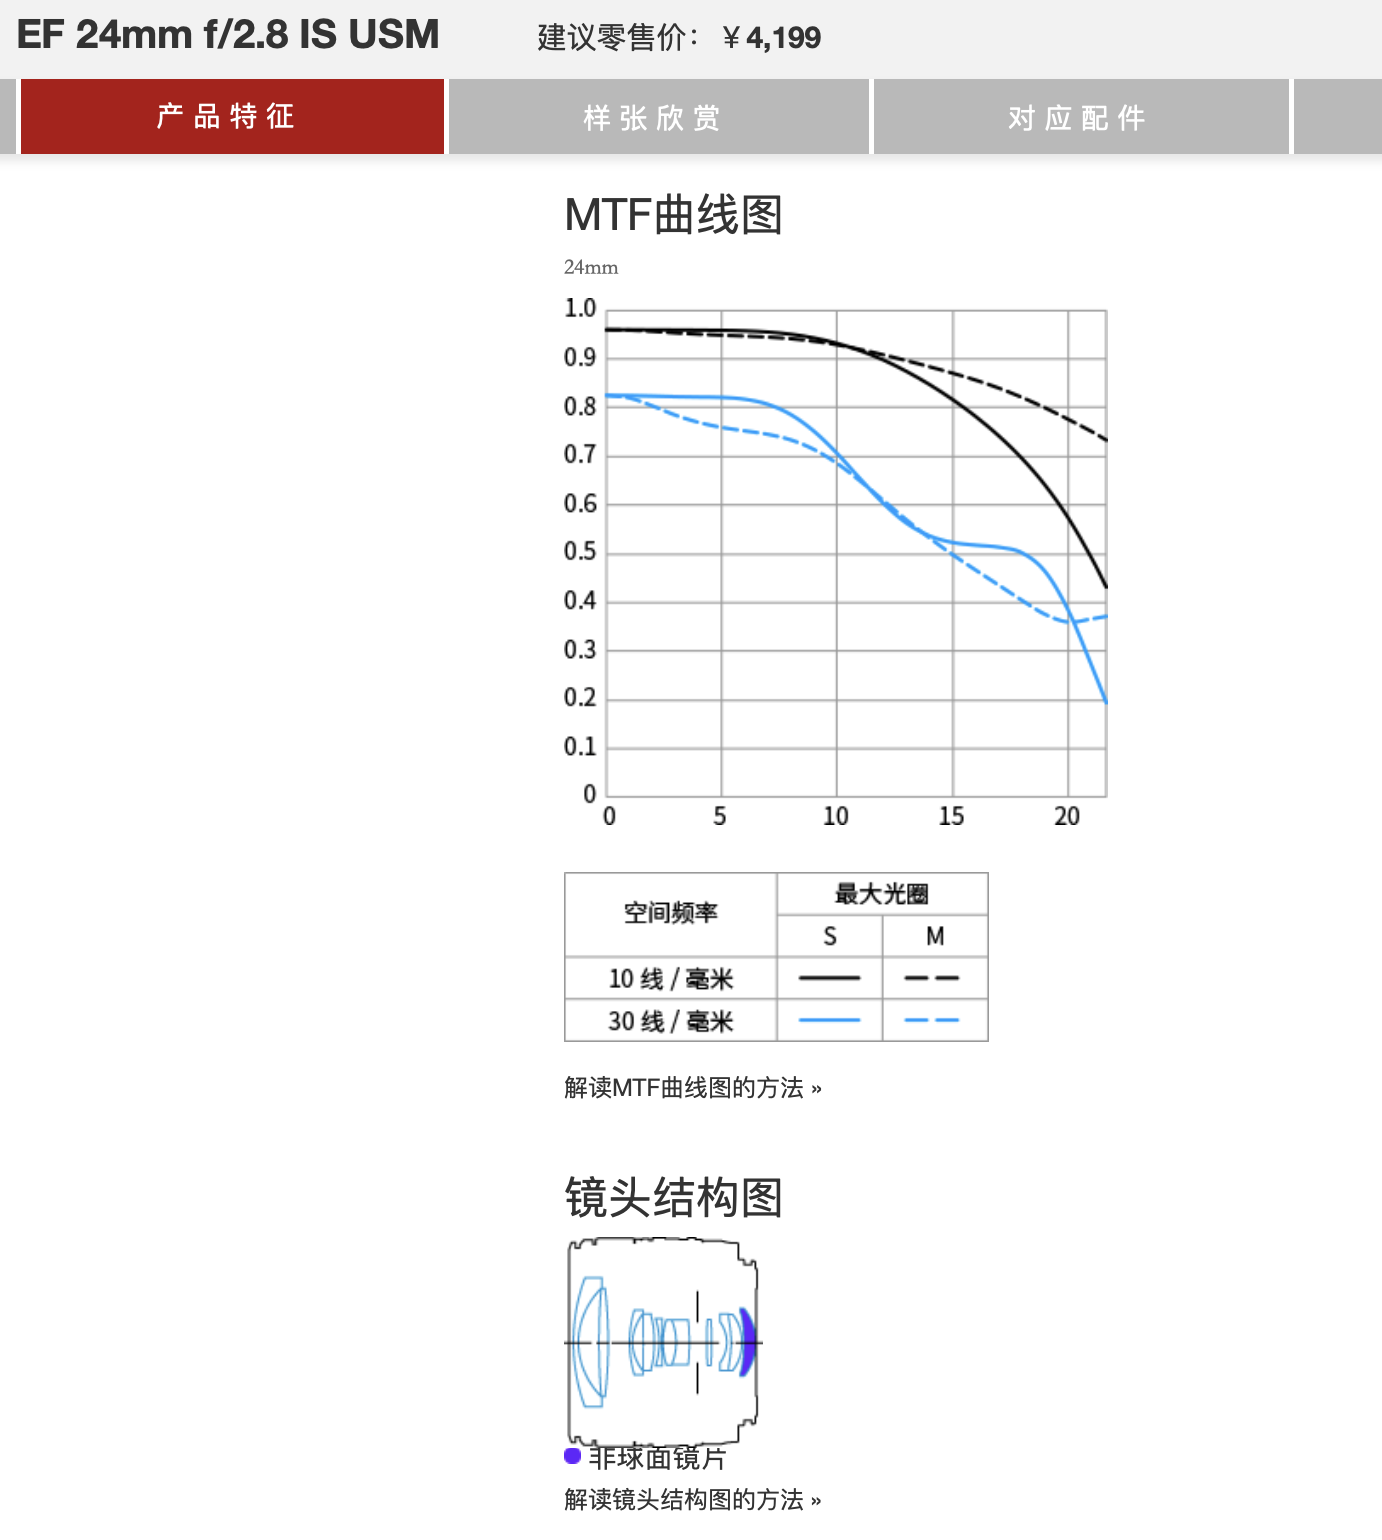 EF 24mm f/2.8 IS USM 建议零售价：￥4,199
产品特征 样张欣赏 对应配件
MTF曲线图
24mm
1.0
0.9
0.8
0.7
0.6
0.5
0.4
0.3
0.2
0.1
0
0 5 10 15 20
空间频率 最大光圈
S M
10 线 / 毫米
30 线 / 毫米
解读MTF曲线图的方法 »
镜头结构图
非球面镜片
解读镜头结构图的方法 »